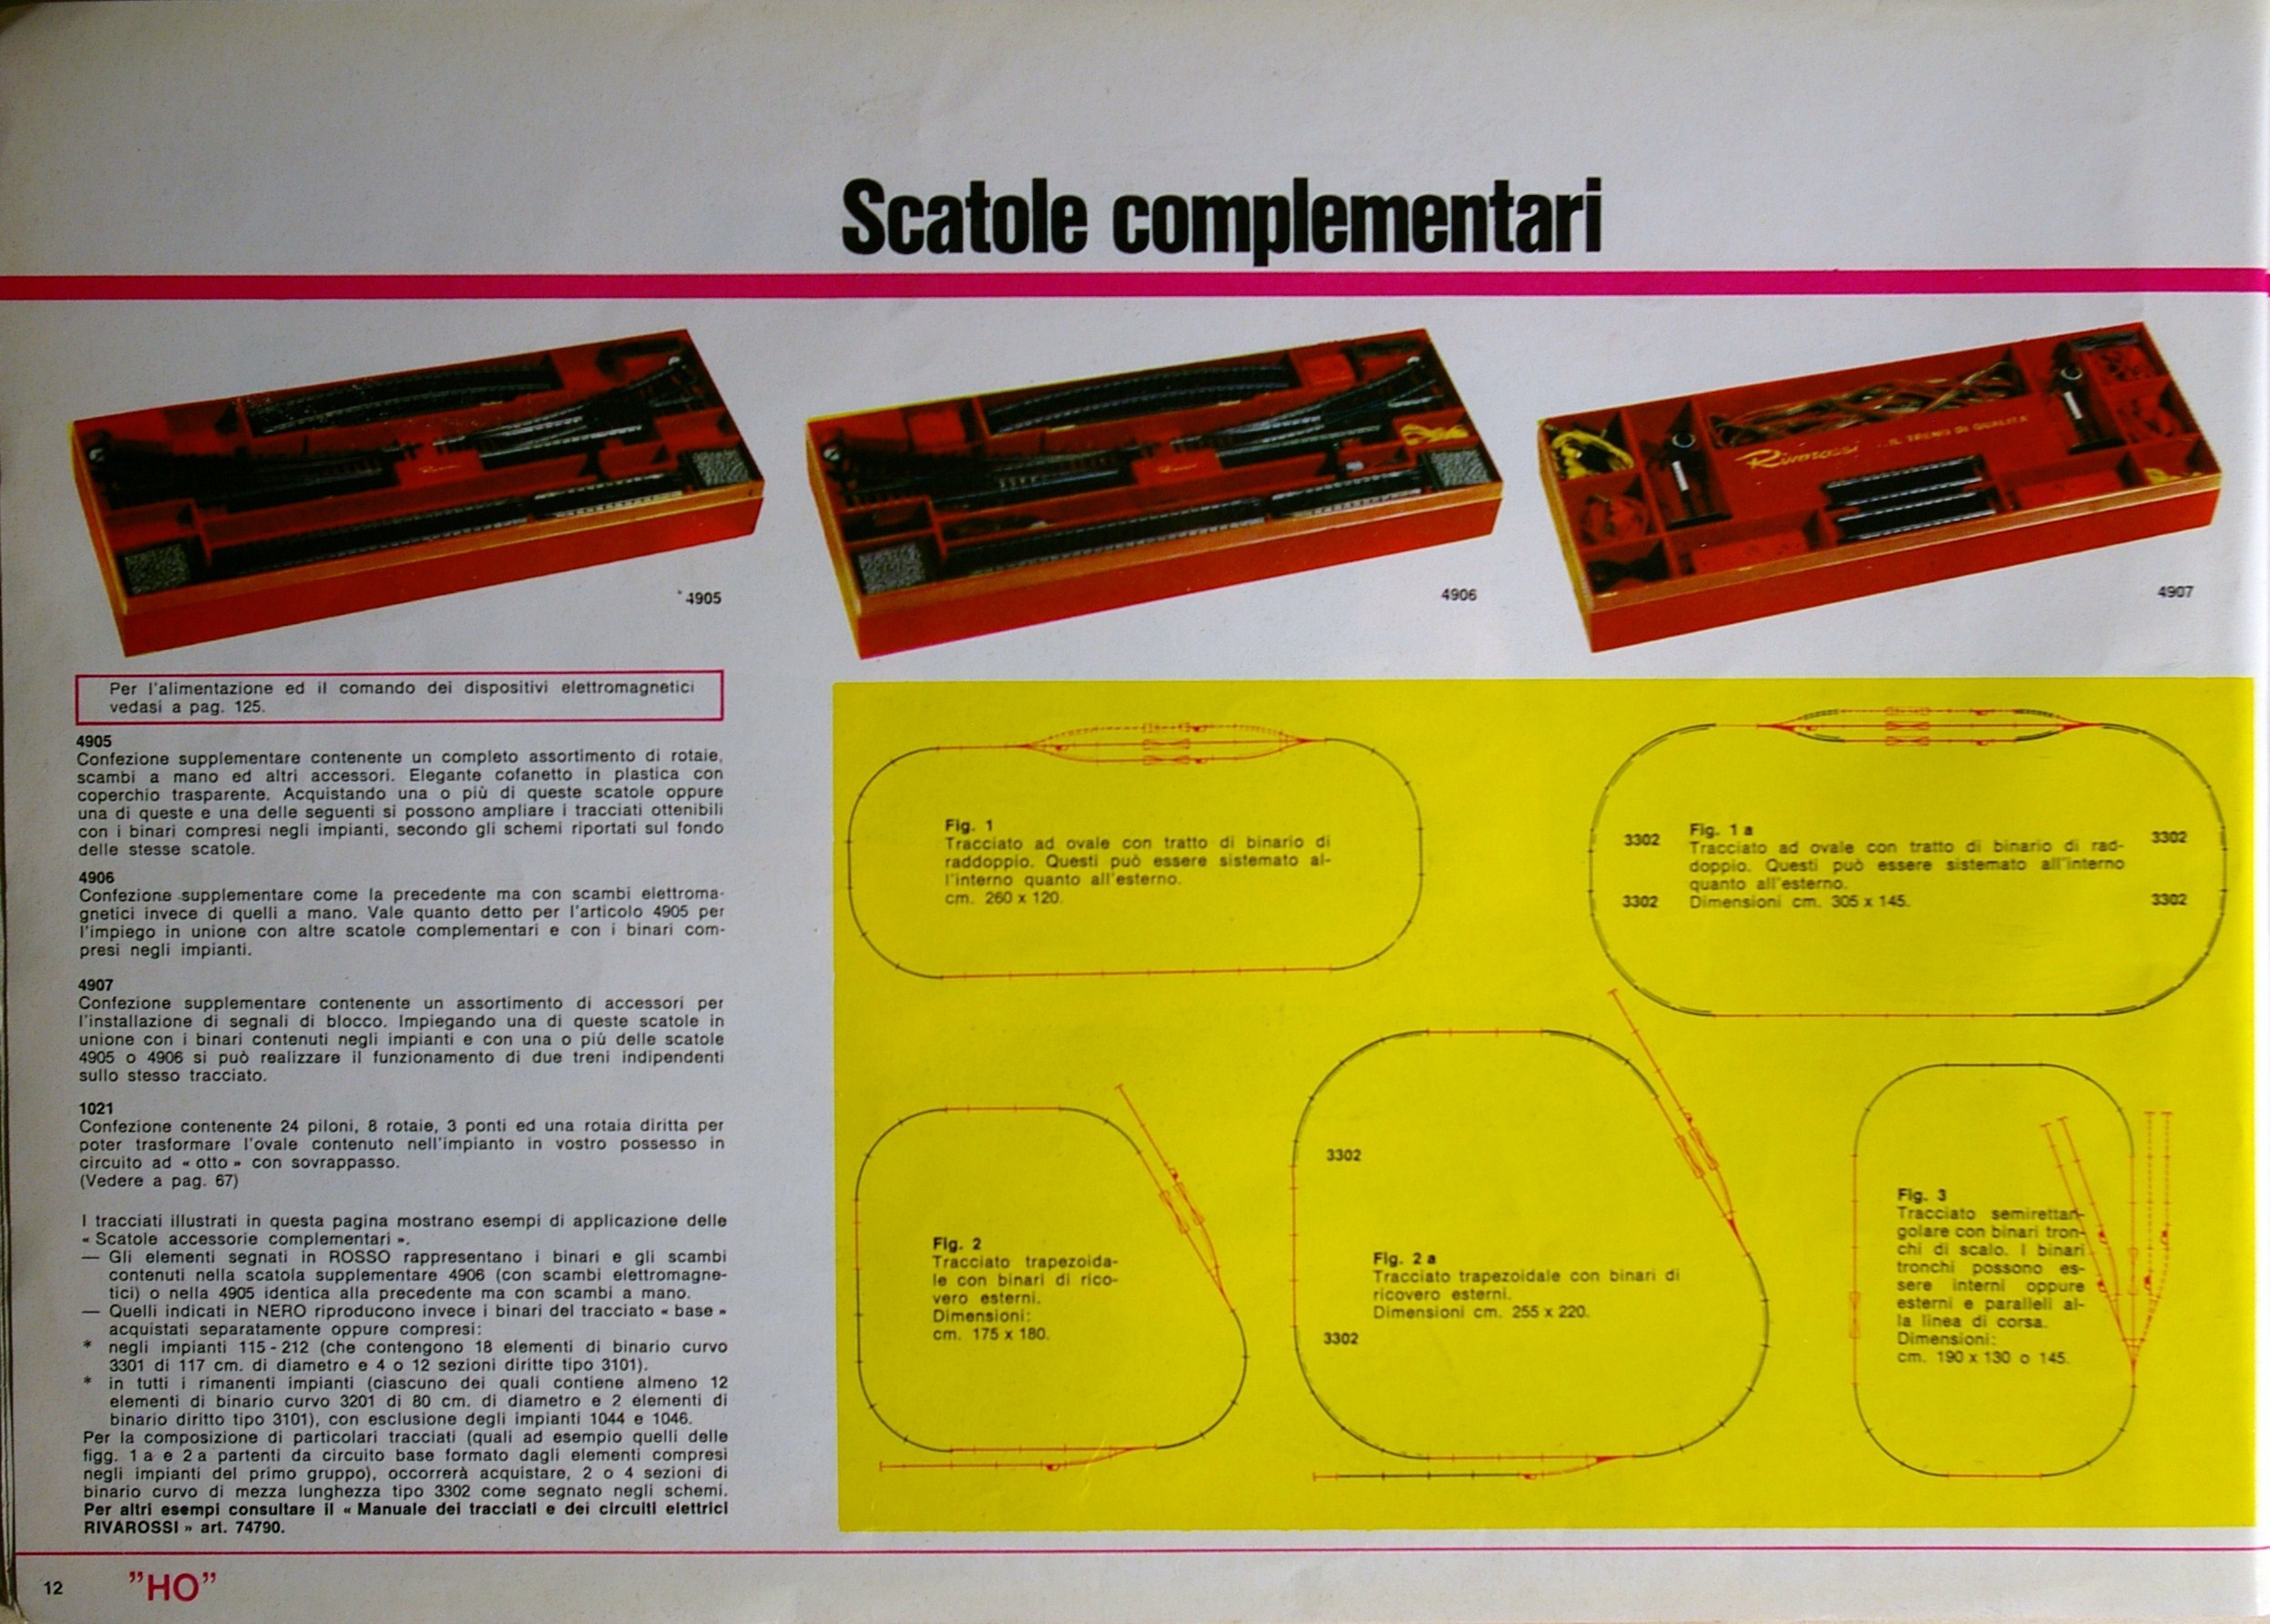 Scatole complementari
4905
4906
Rivarossi ...IL TRENO DI QUALITÀ
4907
Per l'alimentazione ed il comando dei dispositivi elettromagnetici
vedasi a pag. 125.
4905
Confezione supplementare contenente un completo assortimento di rotaie,
scambi a mano ed altri accessori. Elegante cofanetto in plastica con
coperchio trasparente. Acquistando una o più di queste scatole oppure
una di queste e una delle seguenti si possono ampliare i tracciati ottenibili
con i binari compresi negli impianti, secondo gli schemi riportati sul fondo
delle stesse scatole.
4906
Confezione supplementare come la precedente ma con scambi elettroma-
gnetici invece di quelli a mano. Vale quanto detto per l'articolo 4905 per
l'impiego in unione con altre scatole complementari e con i binari com-
presi negli impianti.
4907
Confezione supplementare contenente un assortimento di accessori per
l'installazione di segnali di blocco. Impiegando una di queste scatole in
unione con i binari contenuti negli impianti e con una o più delle scatole
4905 o 4906 si può realizzare il funzionamento di due treni indipendenti
sullo stesso tracciato.
1021
Confezione contenente 24 piloni, 8 rotaie, 3 ponti ed una rotaia diritta per
poter trasformare l'ovale contenuto nell'impianto in vostro possesso in
circuito ad « otto » con sovrappasso.
(Vedere a pag. 67)
I tracciati illustrati in questa pagina mostrano esempi di applicazione delle
« Scatole accessorie complementari ».
— Gli elementi segnati in ROSSO rappresentano i binari e gli scambi
contenuti nella scatola supplementare 4906 (con scambi elettromagne-
tici) o nella 4905 identica alla precedente ma con scambi a mano.
— Quelli indicati in NERO riproducono invece i binari del tracciato « base »
acquistati separatamente oppure compresi:
* negli impianti 115 - 212 (che contengono 18 elementi di binario curvo
3301 di 117 cm. di diametro e 4 o 12 sezioni diritte tipo 3101).
* in tutti i rimanenti impianti (ciascuno dei quali contiene almeno 12
elementi di binario curvo 3201 di 80 cm. di diametro e 2 elementi di
binario diritto tipo 3101), con esclusione degli impianti 1044 e 1046.
Per la composizione di particolari tracciati (quali ad esempio quelli delle
figg. 1 a e 2 a partenti da circuito base formato dagli elementi compresi
negli impianti del primo gruppo), occorrerà acquistare, 2 o 4 sezioni di
binario curvo di mezza lunghezza tipo 3302 come segnato negli schemi.
Per altri esempi consultare il « Manuale dei tracciati e dei circuiti elettrici
RIVAROSSI » art. 74790.
Fig. 1
Tracciato ad ovale con tratto di binario di
raddoppio. Questi può essere sistemato al-
l'interno quanto all'esterno.
cm. 260 x 120.
3302
3302
Fig. 1 a
Tracciato ad ovale con tratto di binario di rad-
doppio. Questi può essere sistemato all'interno
quanto all'esterno.
Dimensioni cm. 305 x 145.
3302
3302
Fig. 2
Tracciato trapezoida-
le con binari di rico-
vero esterni.
Dimensioni:
cm. 175 x 180.
3302
Fig. 2 a
Tracciato trapezoidale con binari di
ricovero esterni.
Dimensioni cm. 255 x 220.
3302
Fig. 3
Tracciato semirettan-
golare con binari tron-
chi di scalo. I binari
tronchi possono es-
sere interni oppure
esterni e paralleli al-
la linea di corsa.
Dimensioni:
cm. 190 x 130 o 145.
12
"HO"